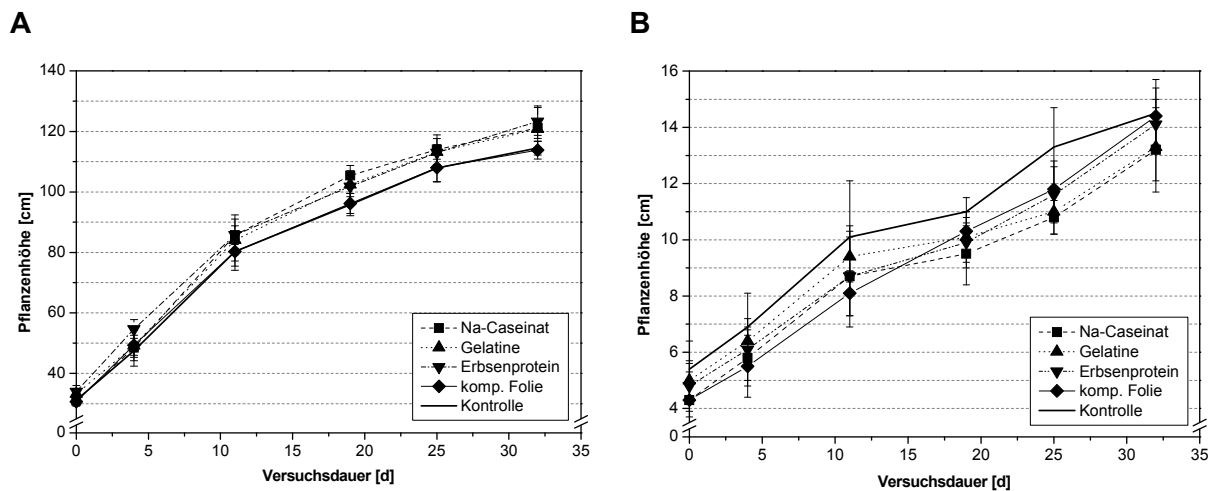 A
Pflanzenhöhe [cm]
140
120
100
80
60
40
0
0 5 10 15 20 25 30 35
Versuchsdauer [d]
Na-Caseinat
Gelatine
Erbsenprotein
komp. Folie
Kontrolle
B
Pflanzenhöhe [cm]
16
14
12
10
8
6
4
0
0 5 10 15 20 25 30 35
Versuchsdauer [d]
Na-Caseinat
Gelatine
Erbsenprotein
komp. Folie
Kontrolle